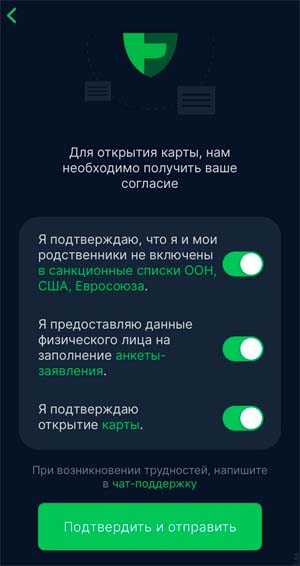 Для открытия карты, нам
необходимо получить ваше
согласие
Я подтверждаю, что я и мои
родственники не включены
в санкционные списки ООН,
США, Евросоюза.
Я предоставляю данные
физического лица на
заполнение анкеты-
заявления.
Я подтверждаю
открытие карты.
При возникновении трудностей, напишите
в чат-поддержку
Подтвердить и отправить